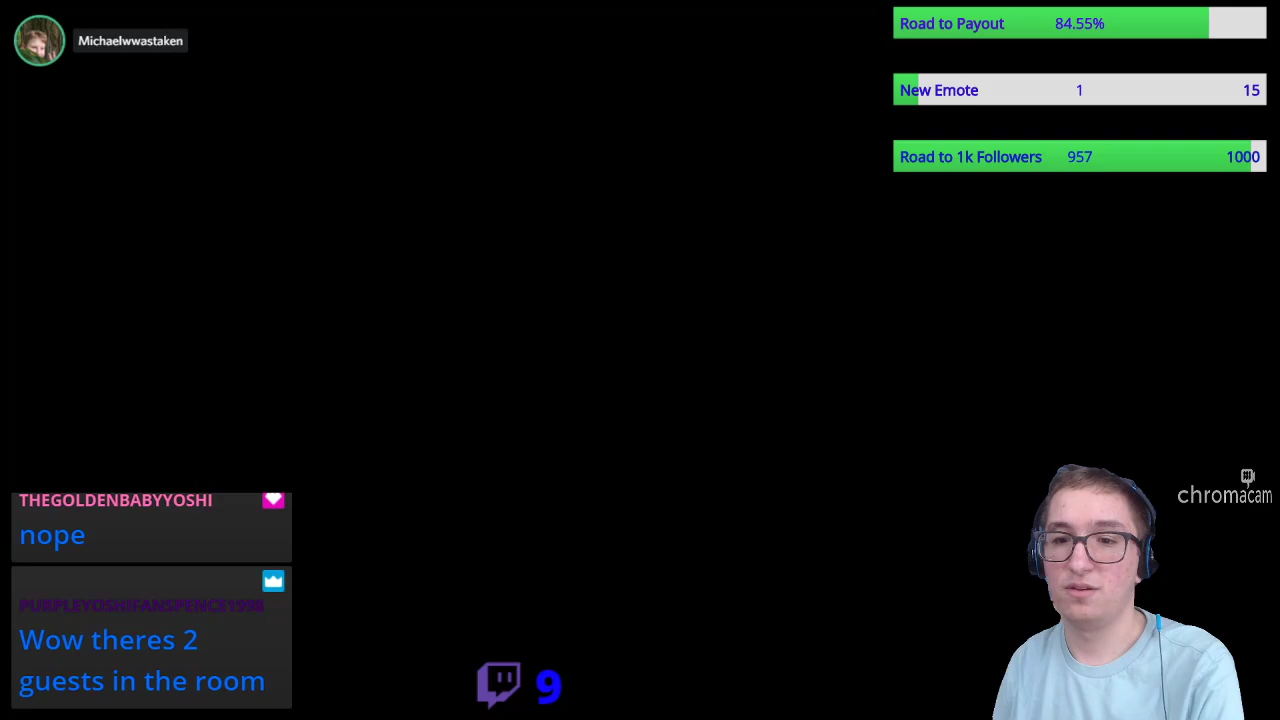 Michaelwwastaken
Road to Payout 84.55%
New Emote 1 15
Road to 1k Followers 957 1000
THEGOLDENBABYYOSHI
nope
PURPLEYOSHIFANSPENCE1998
Wow theres 2
guests in the room
9
chromacam